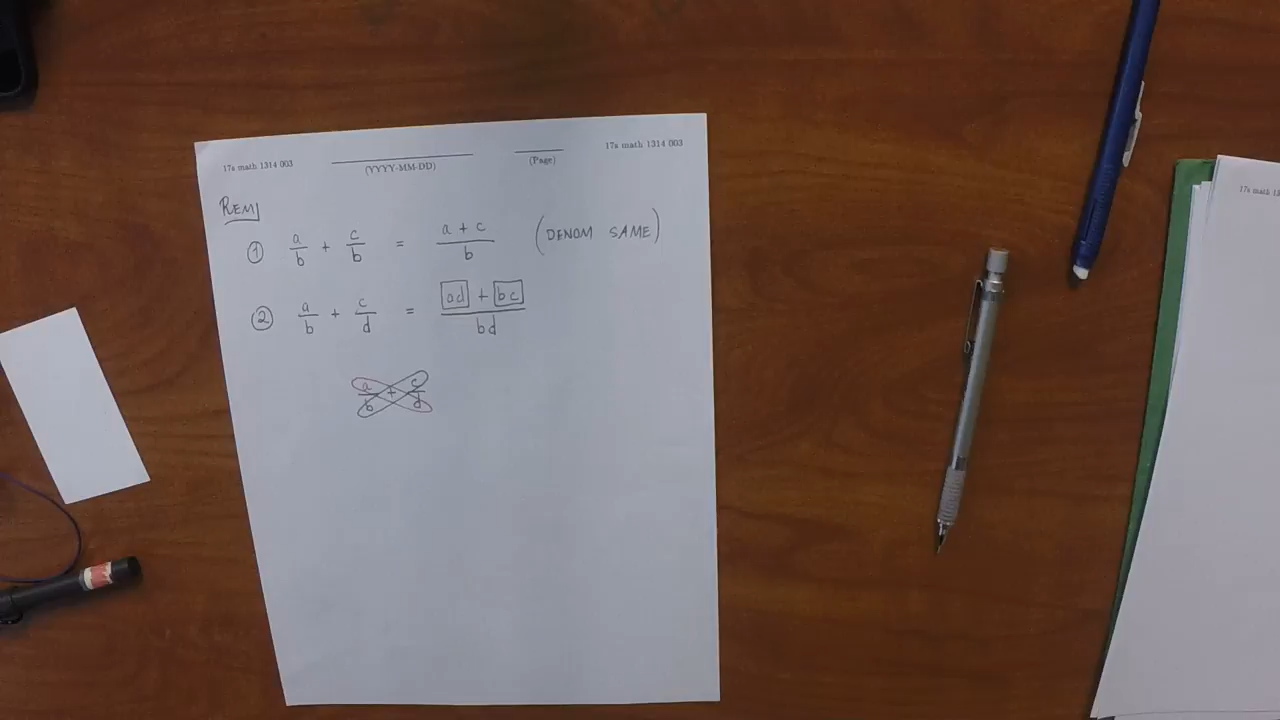 17s math 1314 003 (YYYY-MM-DD) (Page) 17s math 1314 003
REM
① a/b + c/b = a + c/b (DENOM SAME)
② a/b + c/d = ad + bc/bd
a/b + c/d
17s math 13